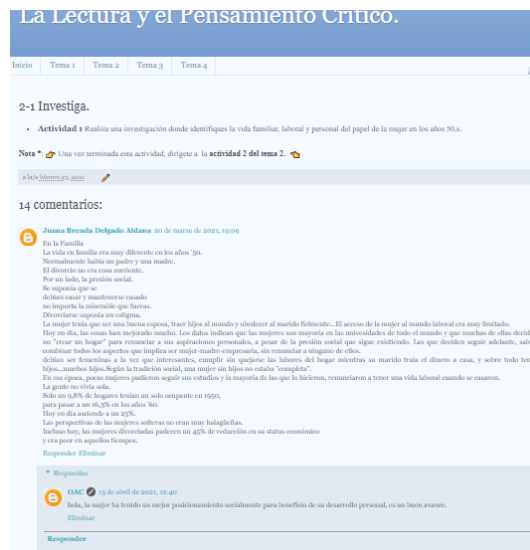 La Lectura y el Pensamiento Crítico.
Inicio Tema 1 Tema 2 Tema 3 Tema 4
2-1 Investiga.
Actividad 1 Realiza una investigación donde identifiques la vida familiar, laboral y personal del papel de la mujer en los años 50,s.
Nota *: Una vez terminada esta actividad, dirígete a la actividad 2 del tema 2.
a la/s febrero 23, 2020
14 comentarios:
Juana Brenda Delgado Aldana 20 de marzo de 2021, 19:09
En la Familia
La vida en familia era muy diferente en los años '50.
Normalmente había un padre y una madre.
El divorcio no era cosa corriente.
Por un lado, la presión social.
Se suponía que se
debían casar y mantenerse casado
no importa la miserable que fueras.
Divorciarse suponía un estigma.
La mujer tenía que ser una buena esposa, traer hijos al mundo y obedecer al marido fielmente...El acceso de la mujer al mundo laboral era muy limitado.
Hoy en día, las cosas han mejorado mucho. Los datos indican que las mujeres son mayoría en las universidades de todo el mundo y que muchas de ellas decid
no "crear un hogar" para renunciar a sus aspiraciones personales, a pesar de la presión social que sigue existiendo. Las que deciden seguir adelante, sab
combinar todos los aspectos que implica ser mujer-madre-empresaria, sin renunciar a ninguno de ellos.
debían ser femeninas a la vez que interesantes, cumplir sin quejarse las labores del hogar mientras su marido traía el dinero a casa, y sobre todo ten
hijos...muchos hijos.Según la tradición social, una mujer sin hijos no estaba "completa".
En esa época, pocas mujeres pudieron seguir sus estudios y la mayoría de las que lo hicieron, renunciaron a tener una vida laboral cuando se casaron.
La gente no vivía sola.
Solo un 9,8% de hogares tenían un solo ocupante en 1950,
para pasar a un 16,3% en los años '60.
Hoy en día asciende a un 25%.
Las perspectivas de las mujeres solteras no eran muy halagüeñas.
Incluso hoy, las mujeres divorciadas padecen un 45% de reducción en su status económico
y era peor en aquellos tiempos.
Responder Eliminar
Respuestas
OAC 13 de abril de 2021, 12:40
hola, la mujer ha tenido un mejor posicionamiento socialmente para beneficio de su desarrollo personal, es un buen avance.
Eliminar
Responder